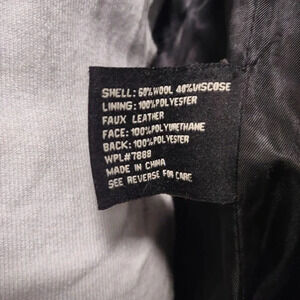 SHELL: 60%WOOL 40%VISCOSE
LINING: 100%POLYESTER
FAUX LEATHER
FACE: 100%POLYURETHANE
BACK: 100%POLYESTER
WPL#7888
MADE IN CHINA
SEE REVERSE FOR CARE